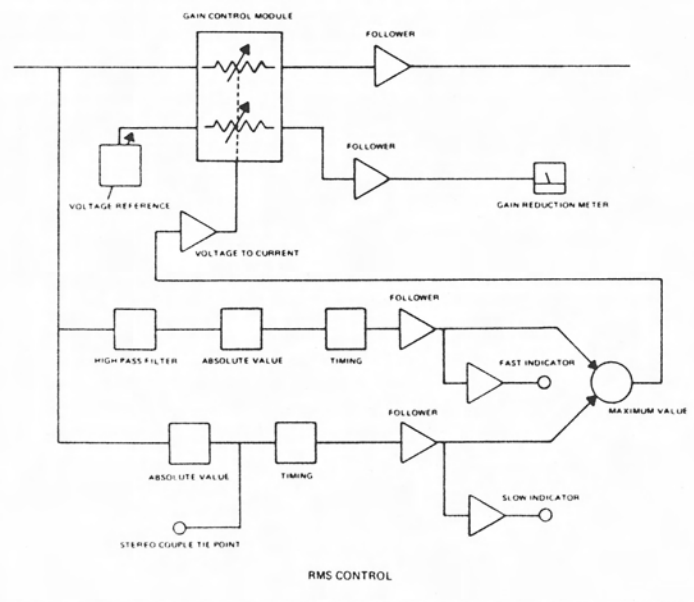 GAIN CONTROL MODULE
FOLLOWER
FOLLOWER
VOLTAGE REFERENCE
GAIN REDUCTION METER
VOLTAGE TO CURRENT
FOLLOWER
HIGH PASS FILTER
ABSOLUTE VALUE
TIMING
FAST INDICATOR
MAXIMUM VALUE
FOLLOWER
ABSOLUTE VALUE
TIMING
SLOW INDICATOR
STEREO COUPLE TIE POINT
RMS CONTROL